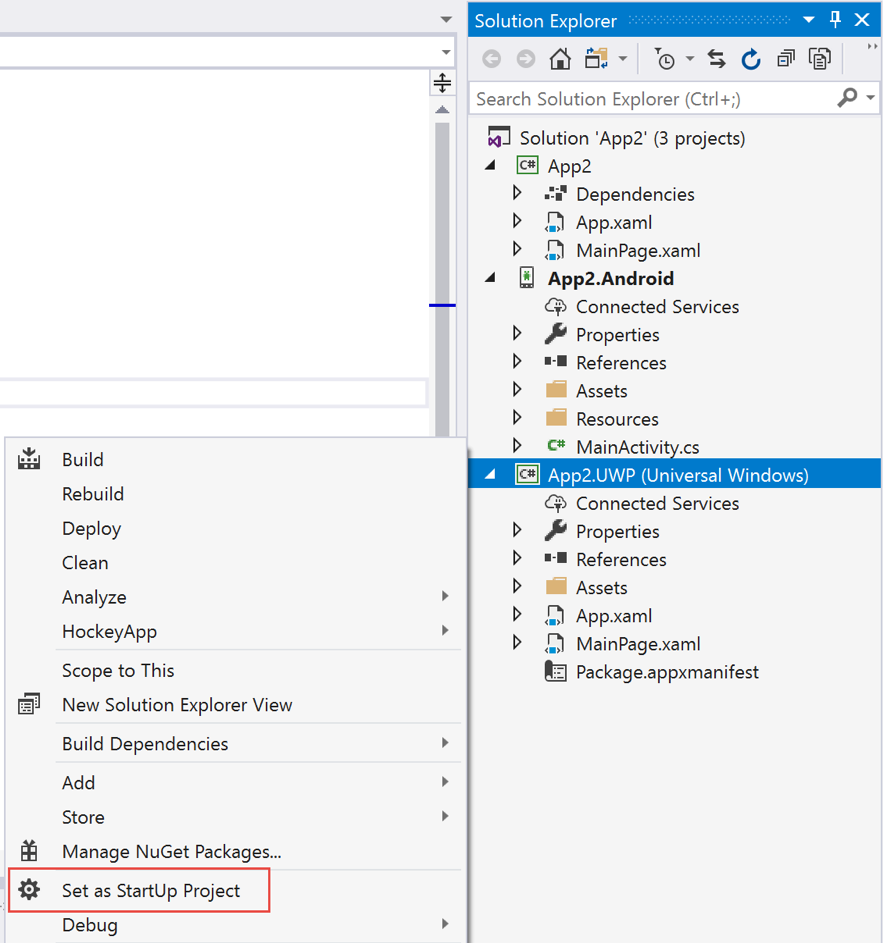 Solution Explorer
Search Solution Explorer (Ctrl+;)
Solution 'App2' (3 projects)
C# App2
Dependencies
App.xaml
MainPage.xaml
App2.Android
Connected Services
Properties
References
Assets
Resources
C# MainActivity.cs
C# App2.UWP (Universal Windows)
Connected Services
Properties
References
Assets
App.xaml
MainPage.xaml
Package.appxmanifest
Build
Rebuild
Deploy
Clean
Analyze
HockeyApp
Scope to This
New Solution Explorer View
Build Dependencies
Add
Store
Manage NuGet Packages...
Set as StartUp Project
Debug